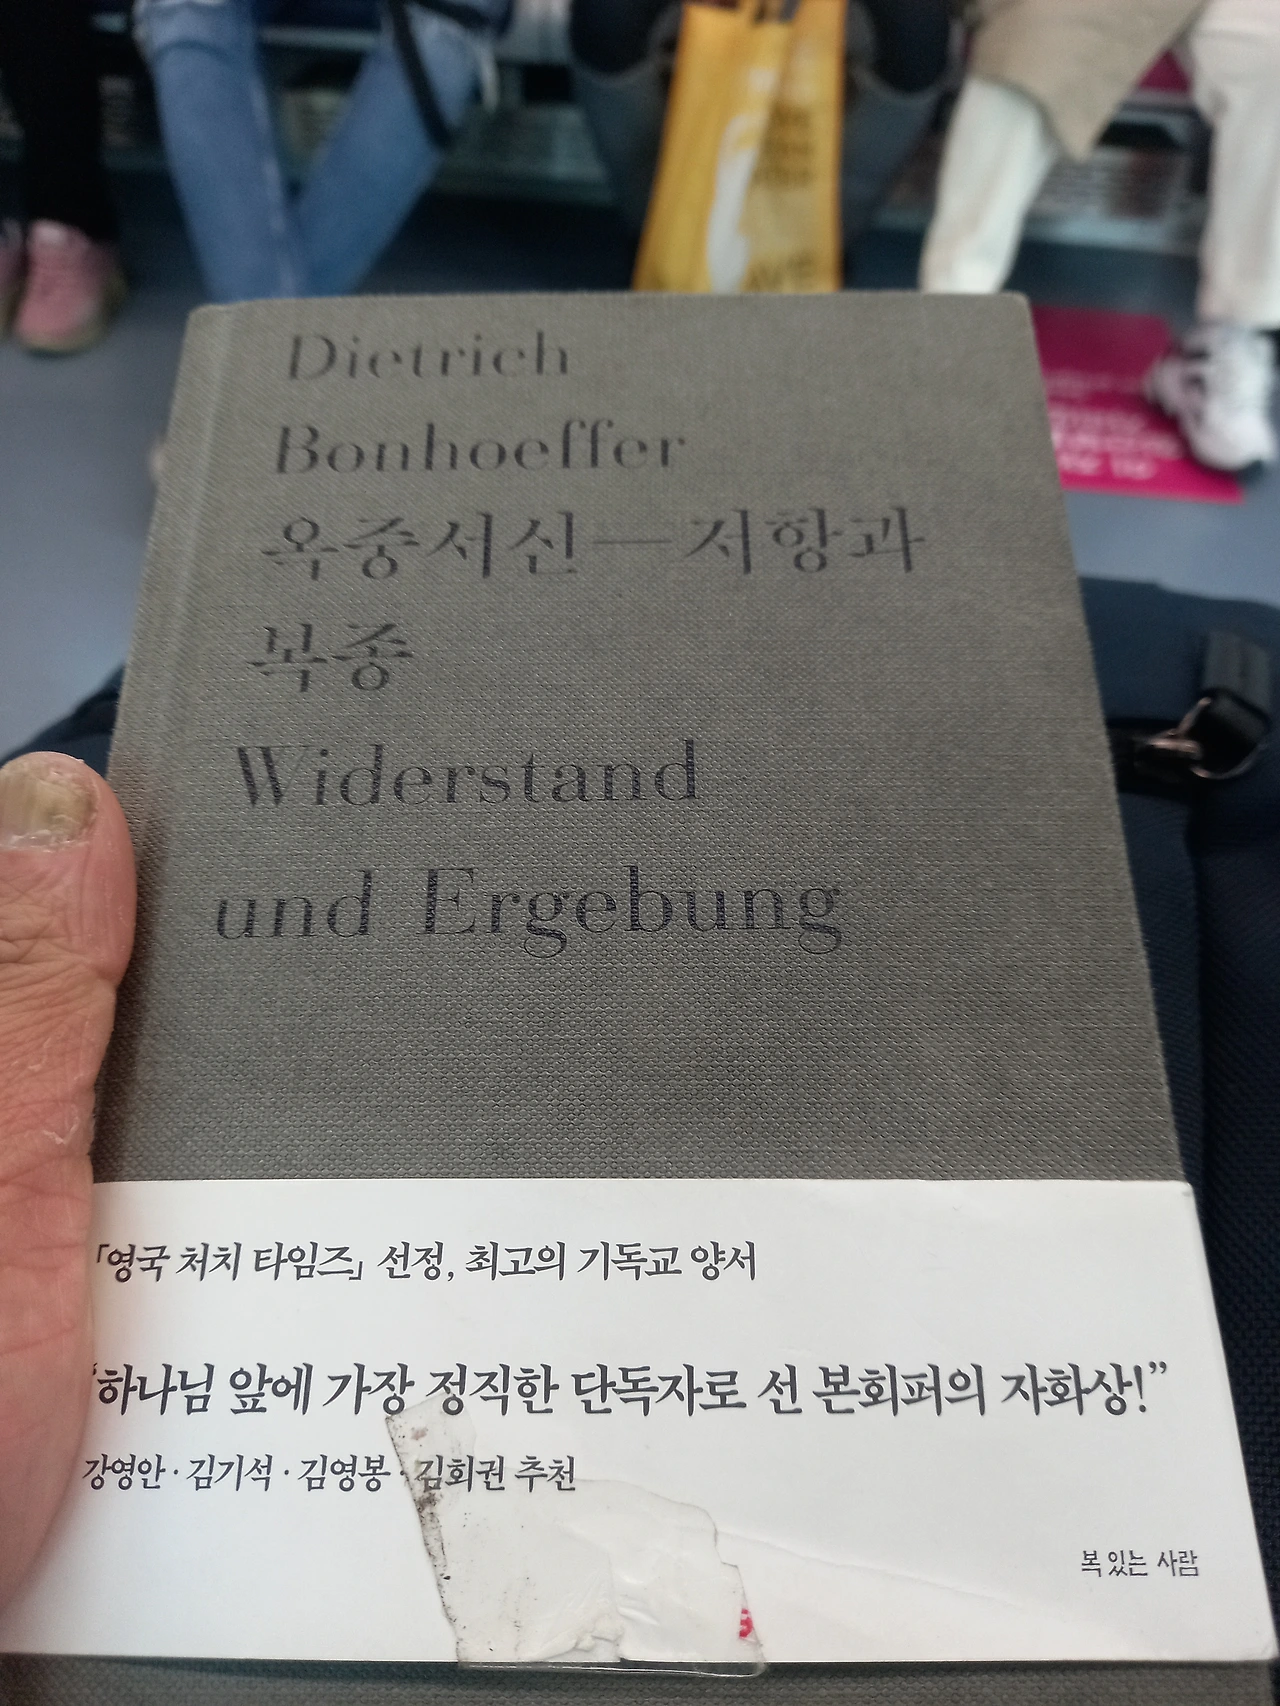 Dietrich
Bonhoeffer
옥중서신—저항과
복종
Widerstand
und Ergebung
「영국 처치 타임즈」 선정, 최고의 기독교 양서
“하나님 앞에 가장 정직한 단독자로 선 본회퍼의 자화상!”
강영안·김기석·김영봉·김회권 추천
복 있는 사람